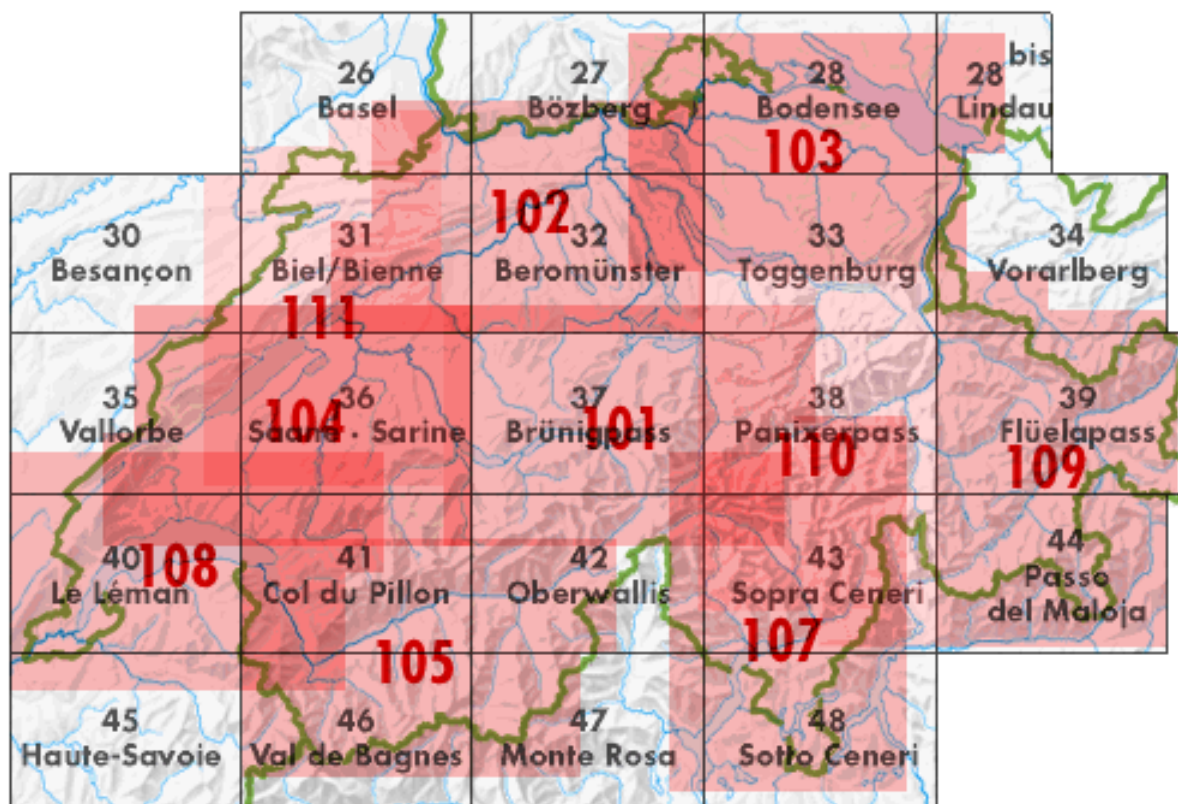 bis
26
Basel
27
Bözberg
28
Bodensee
28
Lindau
103
102
30
Besançon
31
Biel/Bienne
32
Beromünster
33
Toggenburg
34
Vorarlberg
111
35
Vallorbe
36
Saane · Sarine
104
37
Brünigpass
101
38
Panixerpass
110
39
Flüelapass
109
40
Le Léman
108
41
Col du Pillon
42
Oberwallis
43
Sopra Ceneri
44
Passo
del Maloja
105
107
45
Haute-Savoie
46
Val de Bagnes
47
Monte Rosa
48
Sotto Ceneri